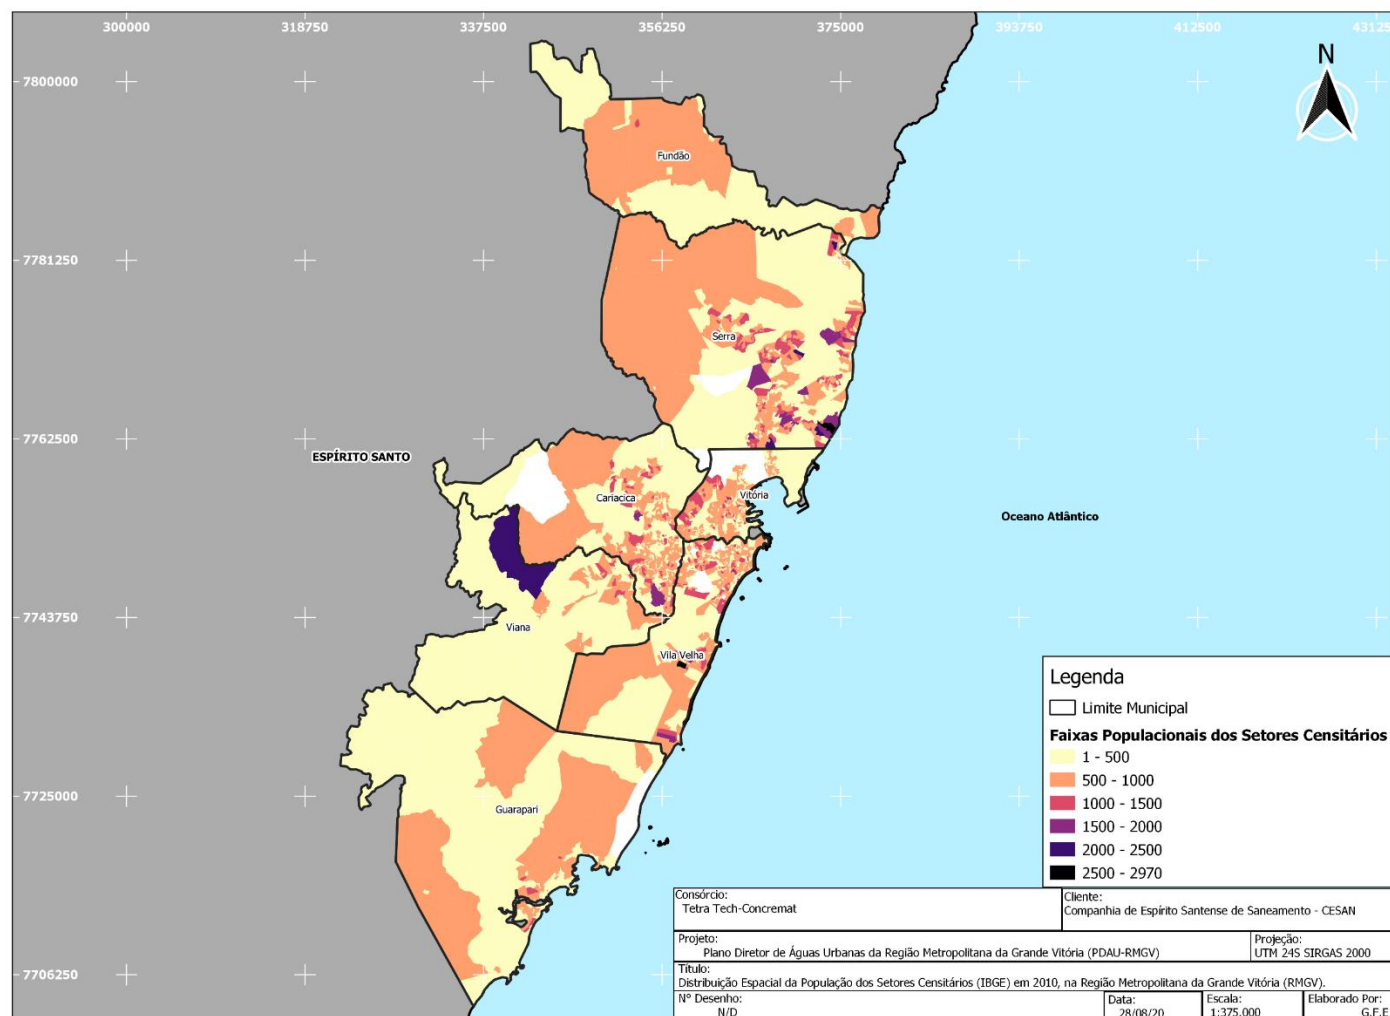 300000
318750
337500
356250
375000
393750
412500
43125
N
7800000
Fundão
7781250
Serra
7762500
ESPÍRITO SANTO
Cariacica
Vitória
Oceano Atlântico
7743750
Viana
Vila Velha
Legenda
Limite Municipal
Faixas Populacionais dos Setores Censitários
1 - 500
500 - 1000
1000 - 1500
1500 - 2000
2000 - 2500
2500 - 2970
7725000
Guarapari
7706250
Consórcio:
Tetra Tech-Concremat
Cliente:
Companhia de Espírito Santense de Saneamento - CESAN
Projeto:
Plano Diretor de Águas Urbanas da Região Metropolitana da Grande Vitória (PDAU-RMGV)
Projeção:
UTM 24S SIRGAS 2000
Título:
Distribuição Espacial da População dos Setores Censitários (IBGE) em 2010, na Região Metropolitana da Grande Vitória (RMGV).
N° Desenho:
N/D
Data:
28/08/20
Escala:
1:375.000
Elaborado Por:
G.F.E